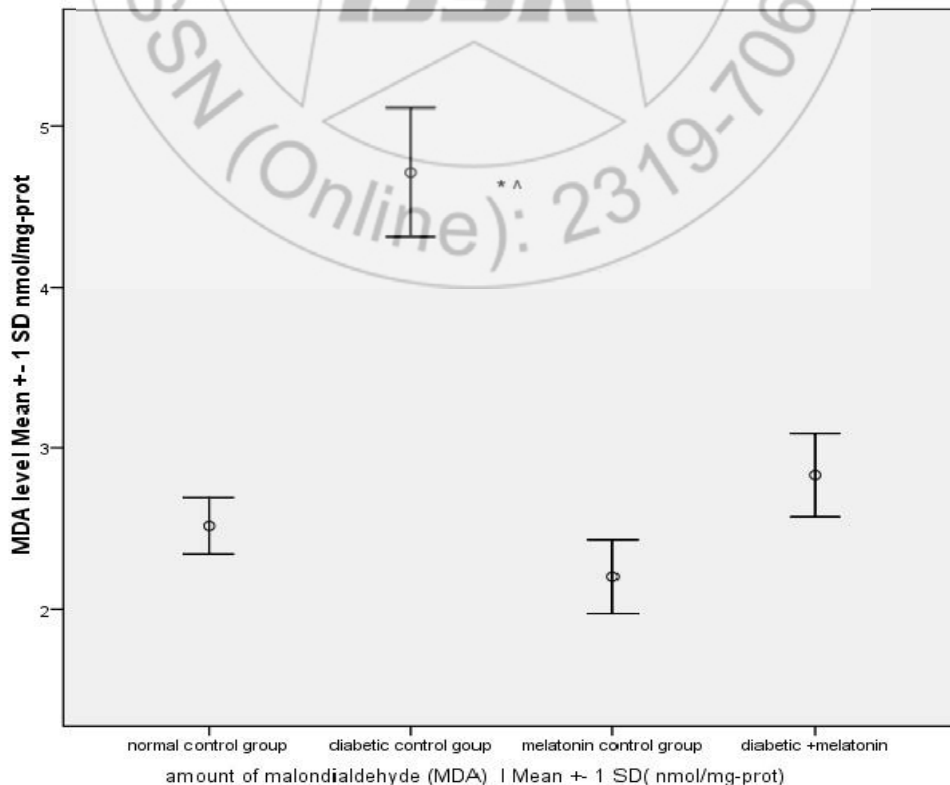 ISSN (Online): 2319-706
5
* ^
4
3
2
MDA level Mean +- 1 SD nmol/mg-prot
normal control group diabetic control goup melatonin control group diabetic +melatonin
amount of malondialdehyde (MDA) I Mean +- 1 SD( nmol/mg-prot)